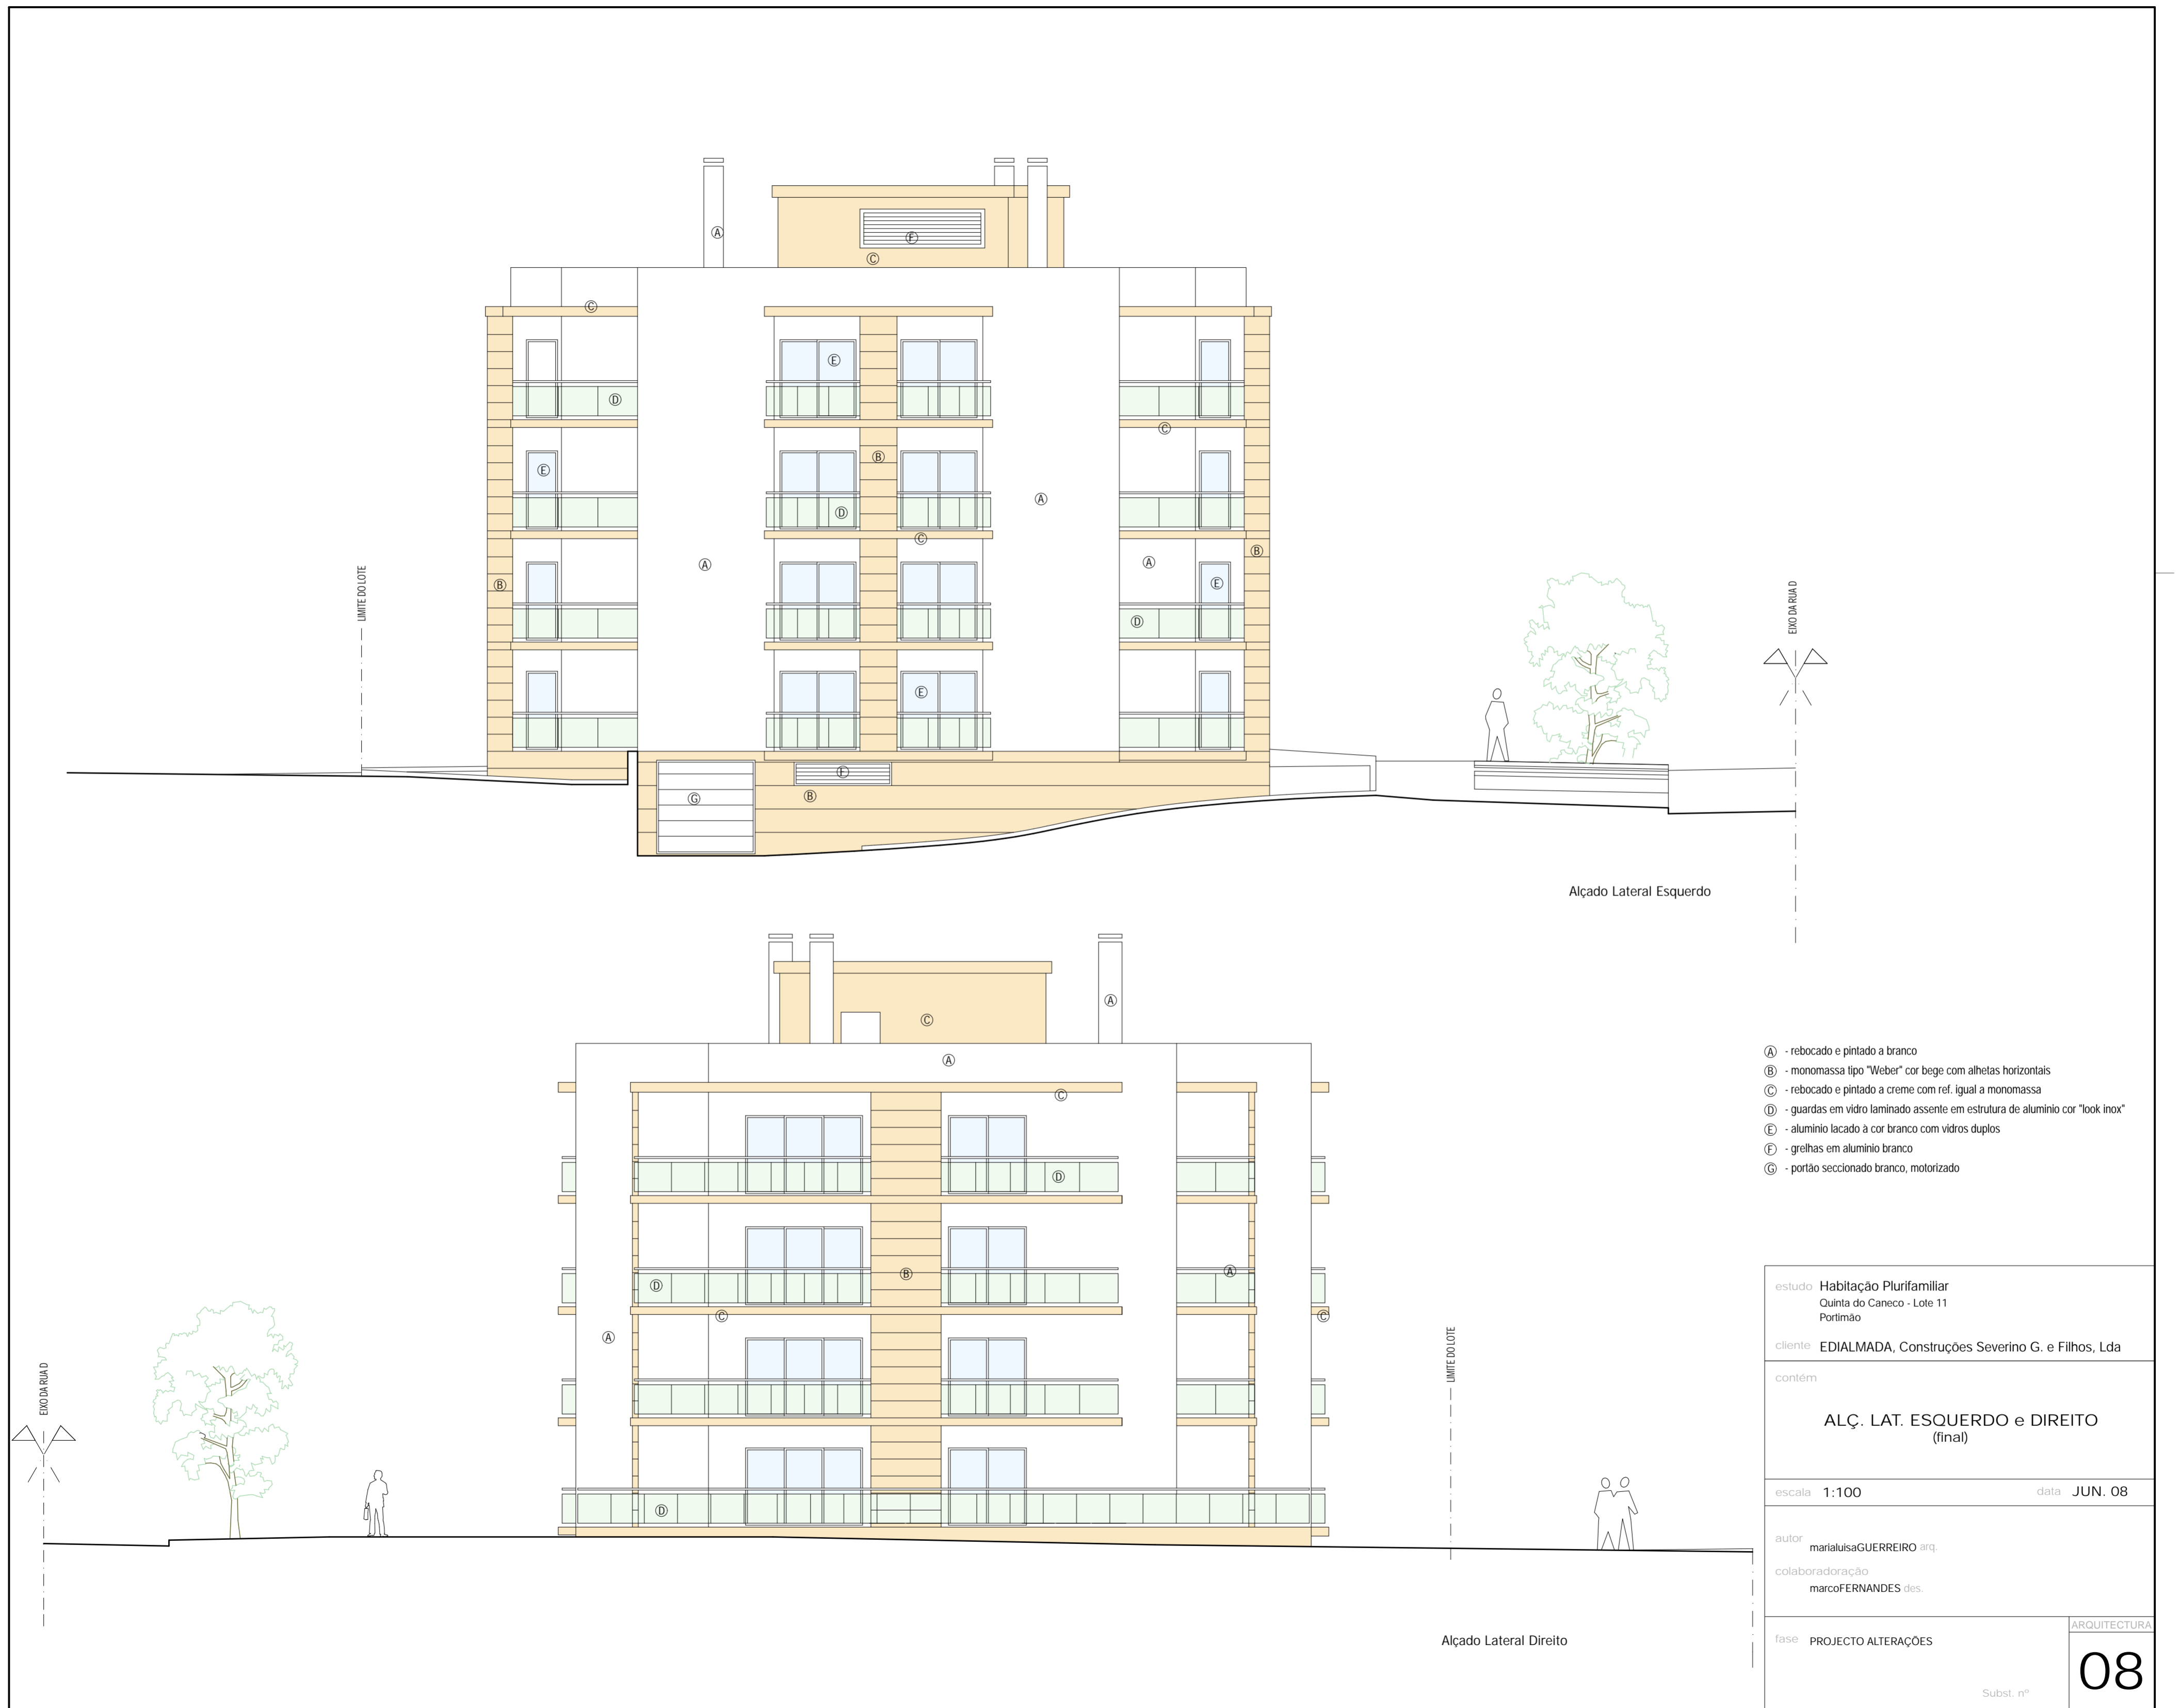 A
F
C
C
E
D
C
B
E
A
D
C
B
A
A
B
E
LIMITE DO LOTE
EIXO DA RUA D
D
E
F
G
B
Alçado Lateral Esquerdo
A
C
A
C
D
B
A
D
C
C
A
D
LIMITE DO LOTE
EIXO DA RUA D
Alçado Lateral Direito
A - rebocado e pintado a branco
B - monomassa tipo "Weber" cor bege com alhetas horizontais
C - rebocado e pintado a creme com ref. igual a monomassa
D - guardas em vidro laminado assente em estrutura de aluminio cor "look inox"
E - aluminio lacado à cor branco com vidros duplos
F - grelhas em aluminio branco
G - portão seccionado branco, motorizado
estudo Habitação Plurifamiliar
Quinta do Caneco - Lote 11
Portimão
cliente EDIALMADA, Construções Severino G. e Filhos, Lda
contém
ALÇ. LAT. ESQUERDO e DIREITO
(final)
escala 1:100 data JUN. 08
autor
marialuisaGUERREIRO arq.
colaboradoração
marcoFERNANDES des.
fase PROJECTO ALTERAÇÕES
ARQUITECTURA
08
Subst. nº